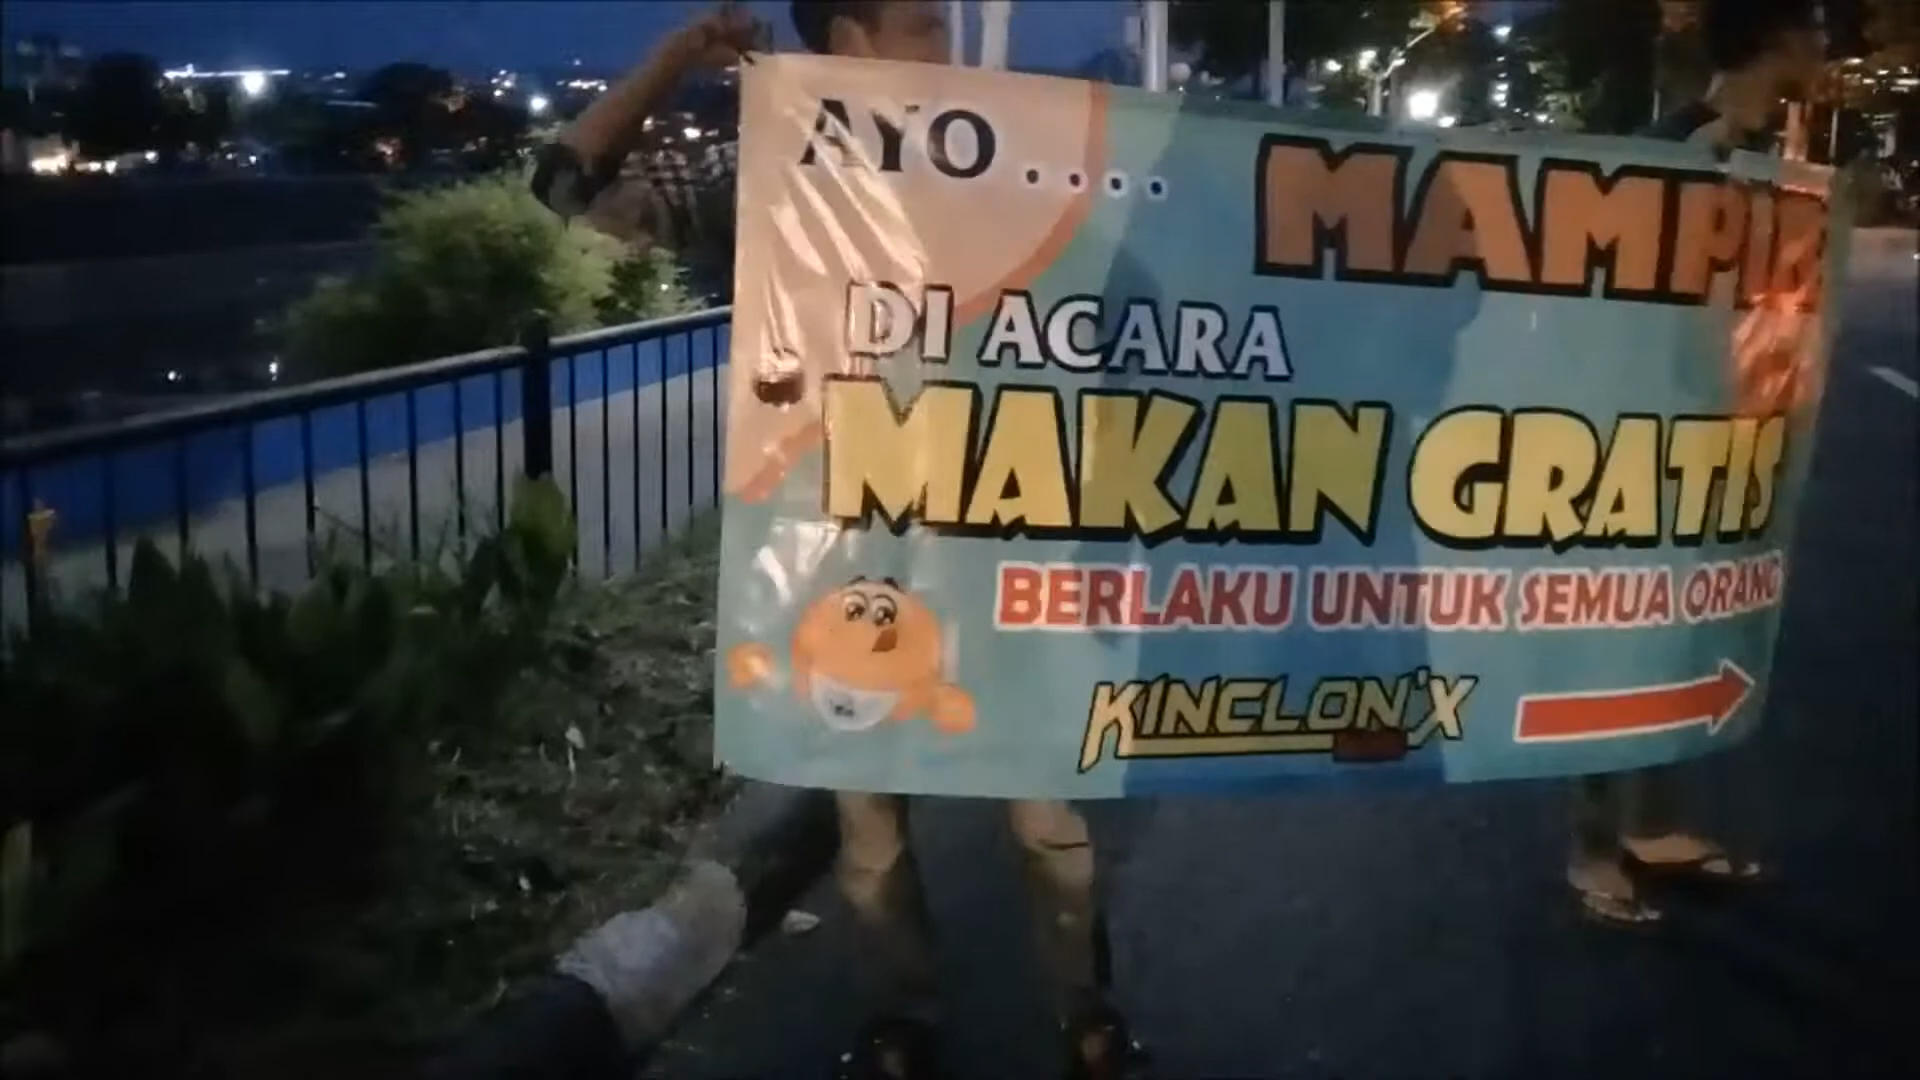 AYO.....
MAMPIR
DI ACARA
MAKAN GRATIS
BERLAKU UNTUK SEMUA ORANG
KINCLON'X